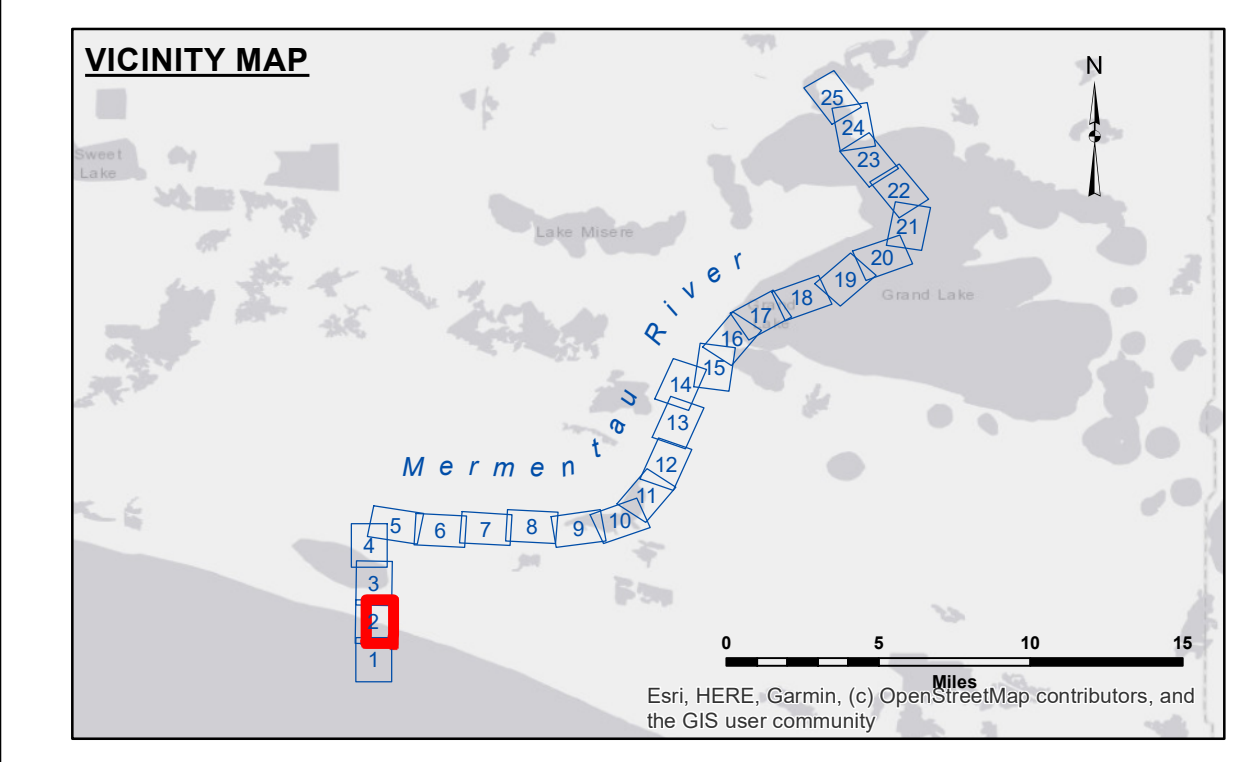 VICINITY MAP
N
25
24
23
22
21
20
19
18
17
16
15
14
13
12
11
10
9
8
7
6
5
4
3
2
1
Sweet
Lake
Lake Misere
Grand Lake
Grand
Lake
Mermentau River
0 5 10 15
Miles
Esri, HERE, Garmin, (c) OpenStreetMap contributors, and
the GIS user community